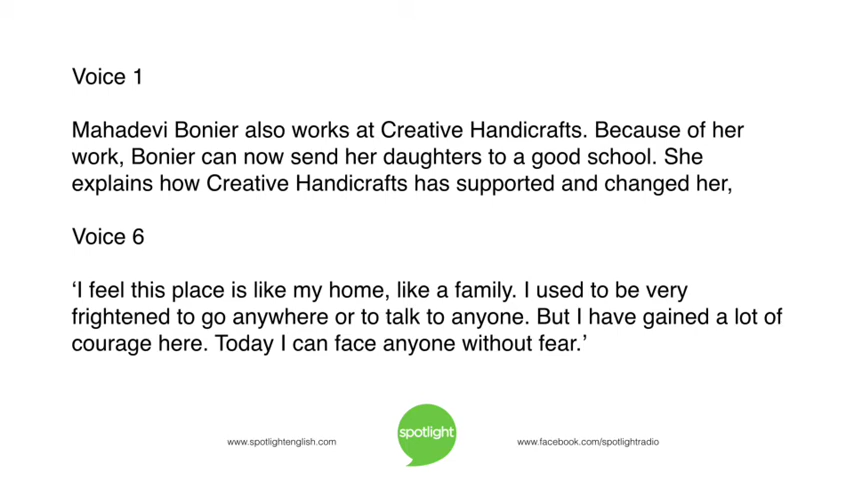 Voice 1
Mahadevi Bonier also works at Creative Handicrafts. Because of her
work, Bonier can now send her daughters to a good school. She
explains how Creative Handicrafts has supported and changed her,
Voice 6
‘I feel this place is like my home, like a family. I used to be very
frightened to go anywhere or to talk to anyone. But I have gained a lot of
courage here. Today I can face anyone without fear.’
www.spotlightenglish.com
spotlight
www.facebook.com/spotlightradio